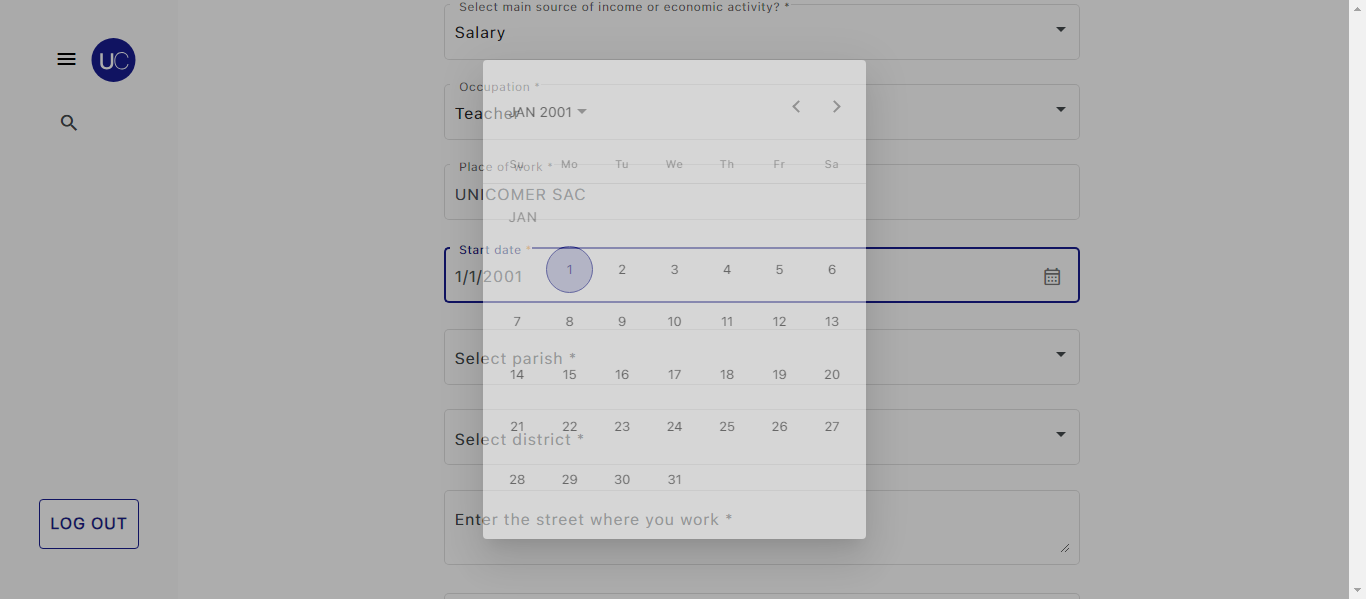 Select main source of income or economic activity? *
Salary
UC
Occupation *
Teacher
JAN 2001
Place of work *
Su Mo Tu We Th Fr Sa
UNICOMER SAC
JAN
Start date *
1/1/2001
1 2 3 4 5 6
7 8 9 10 11 12 13
Select parish *
14 15 16 17 18 19 20
21 22 23 24 25 26 27
Select district *
28 29 30 31
Enter the street where you work *
LOG OUT